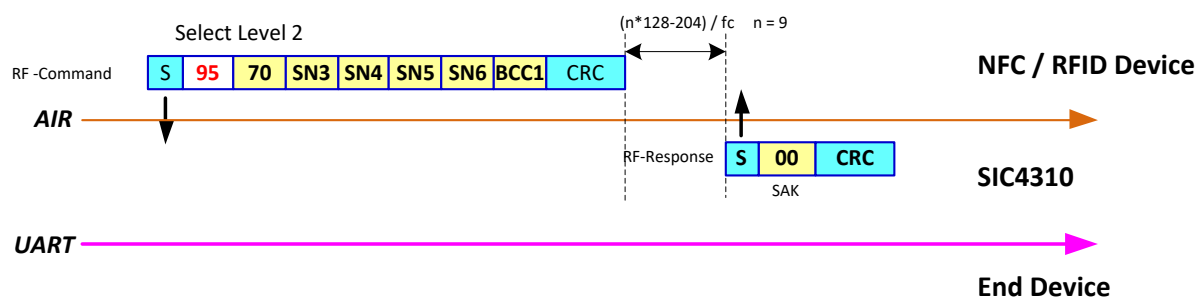 (n*128-204) / fc n = 9
Select Level 2
RF -Command S 95 70 SN3 SN4 SN5 SN6 BCC1 CRC
NFC / RFID Device
AIR
RF-Response S 00 CRC
SAK
SIC4310
UART
End Device